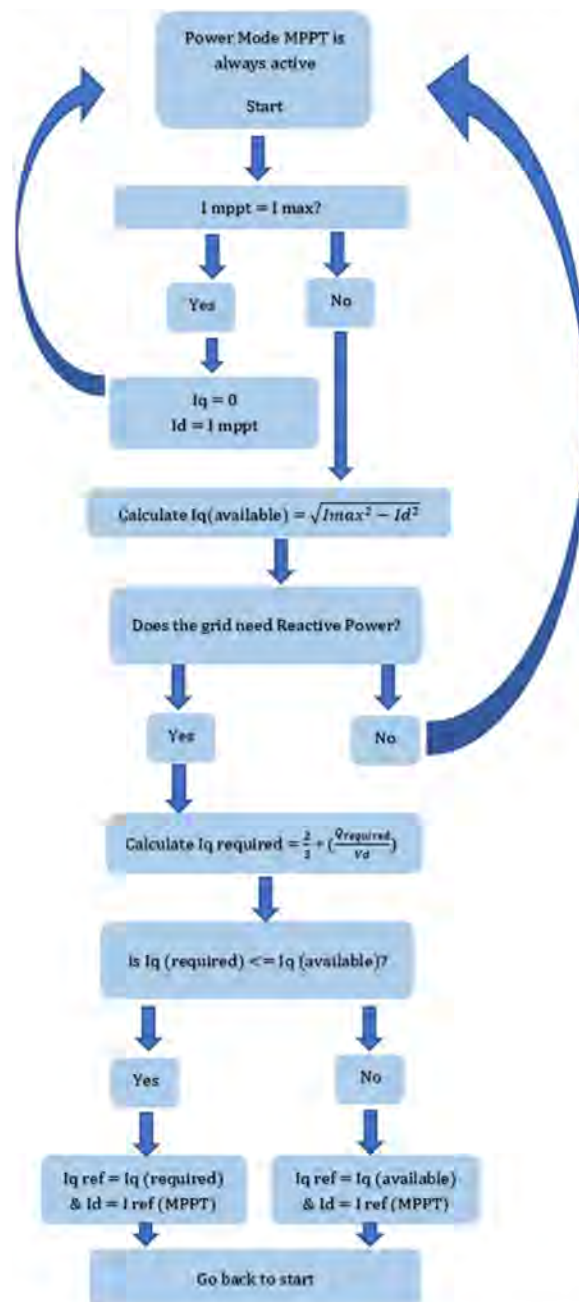 Power Mode MPPT is
always active
Start
I mppt = I max?
Yes
No
Iq = 0
Id = I mppt
Calculate Iq(available) = √(Imax² − Id²)
Does the grid need Reactive Power?
Yes
No
Calculate Iq required = 2/3 * (Qrequired/Vd)
is Iq (required) <= Iq (available)?
Yes
No
Iq ref = Iq (required)
& Id = I ref (MPPT)
Iq ref = Iq (available)
& Id = I ref (MPPT)
Go back to start